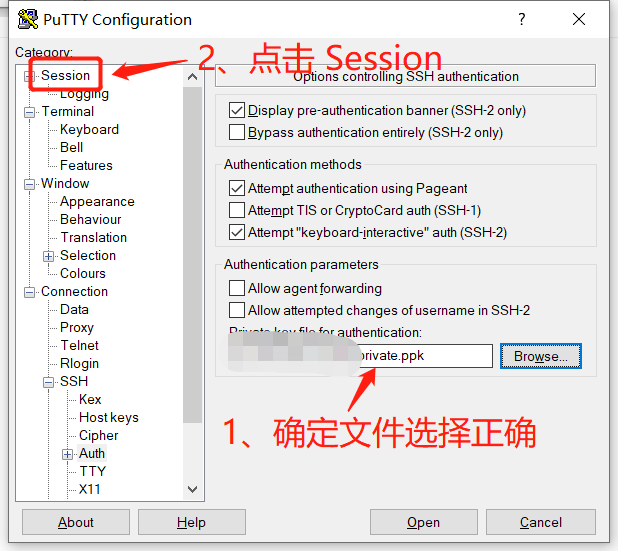 PuTTY Configuration
Category:
2、点击 Session
Session
Logging
Terminal
Keyboard
Bell
Features
Window
Appearance
Behaviour
Translation
Selection
Colours
Connection
Data
Proxy
Telnet
Rlogin
SSH
Kex
Host keys
Cipher
Auth
TTY
X11
Options controlling SSH authentication
Display pre-authentication banner (SSH-2 only)
Bypass authentication entirely (SSH-2 only)
Authentication methods
Attempt authentication using Pageant
Attempt TIS or CryptoCard auth (SSH-1)
Attempt "keyboard-interactive" auth (SSH-2)
Authentication parameters
Allow agent forwarding
Allow attempted changes of username in SSH-2
Private key file for authentication:
private.ppk
Browse...
1、确定文件选择正确
About
Help
Open
Cancel